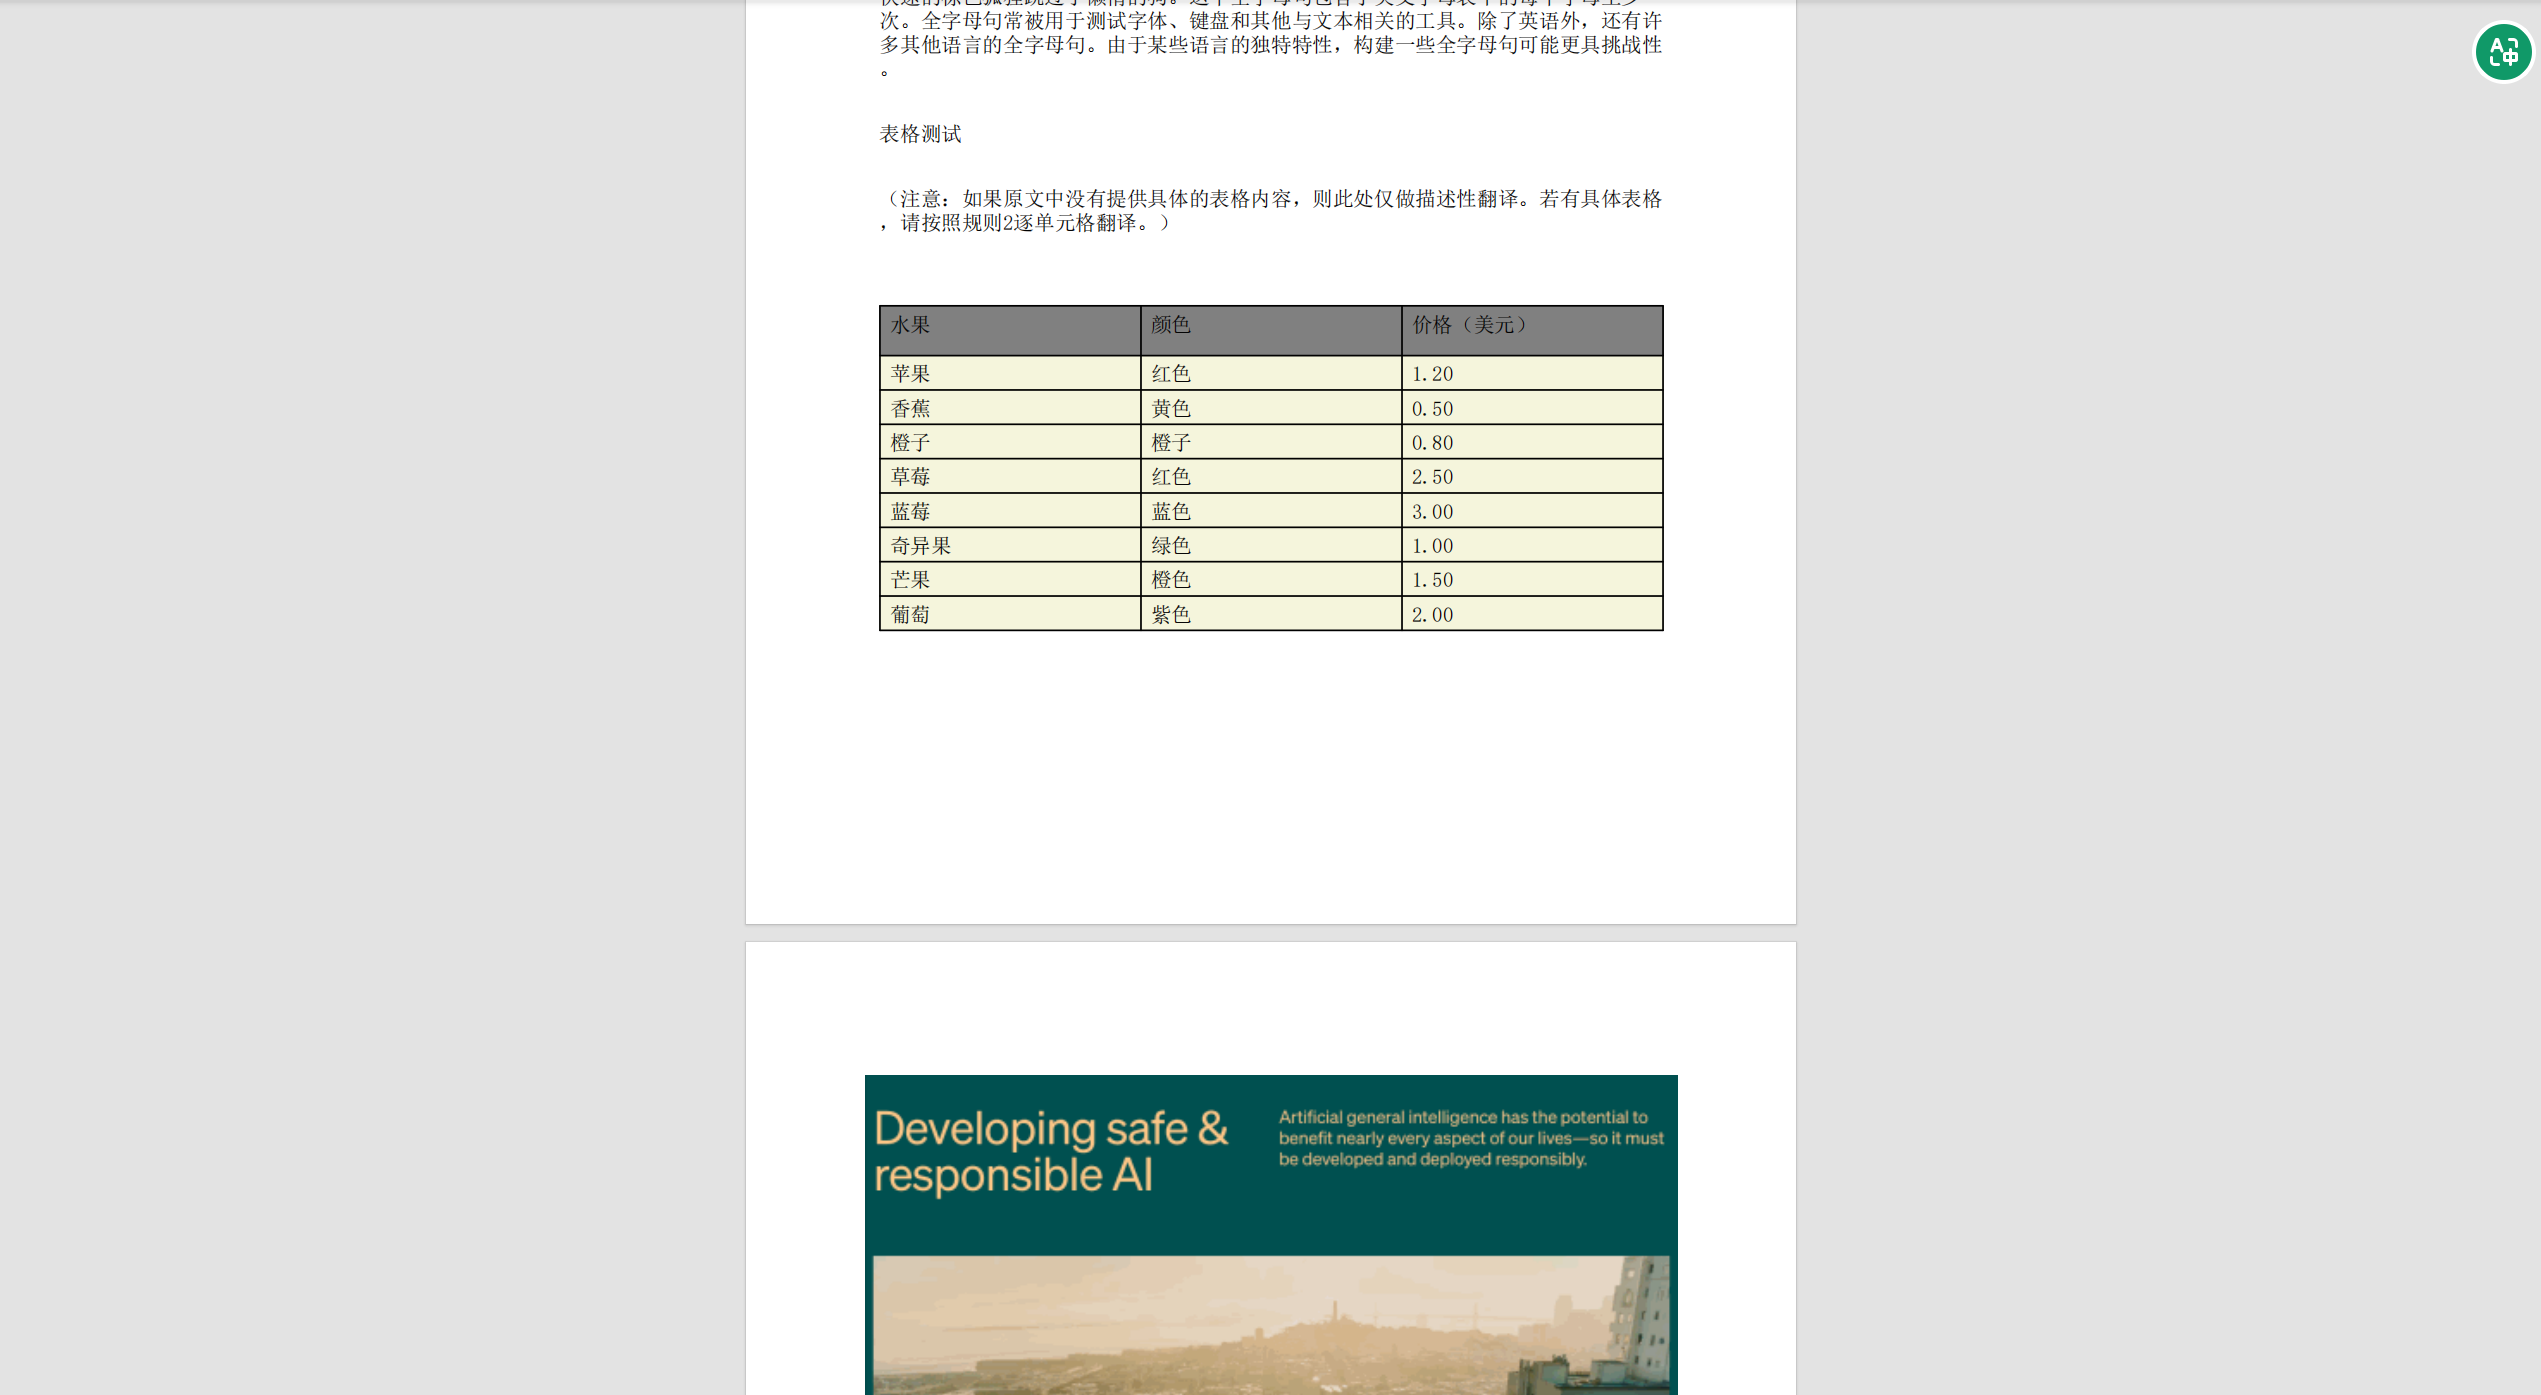 次。全字母句常被用于测试字体、键盘和其他与文本相关的工具。除了英语外，还有许
多其他语言的全字母句。由于某些语言的独特特性，构建一些全字母句可能更具挑战性
。
表格测试
（注意：如果原文中没有提供具体的表格内容，则此处仅做描述性翻译。若有具体表格
，请按照规则2逐单元格翻译。）
水果 颜色 价格（美元）
苹果 红色 1.20
香蕉 黄色 0.50
橙子 橙子 0.80
草莓 红色 2.50
蓝莓 蓝色 3.00
奇异果 绿色 1.00
芒果 橙色 1.50
葡萄 紫色 2.00
Developing safe &
responsible AI
Artificial general intelligence has the potential to
benefit nearly every aspect of our lives—so it must
be developed and deployed responsibly.